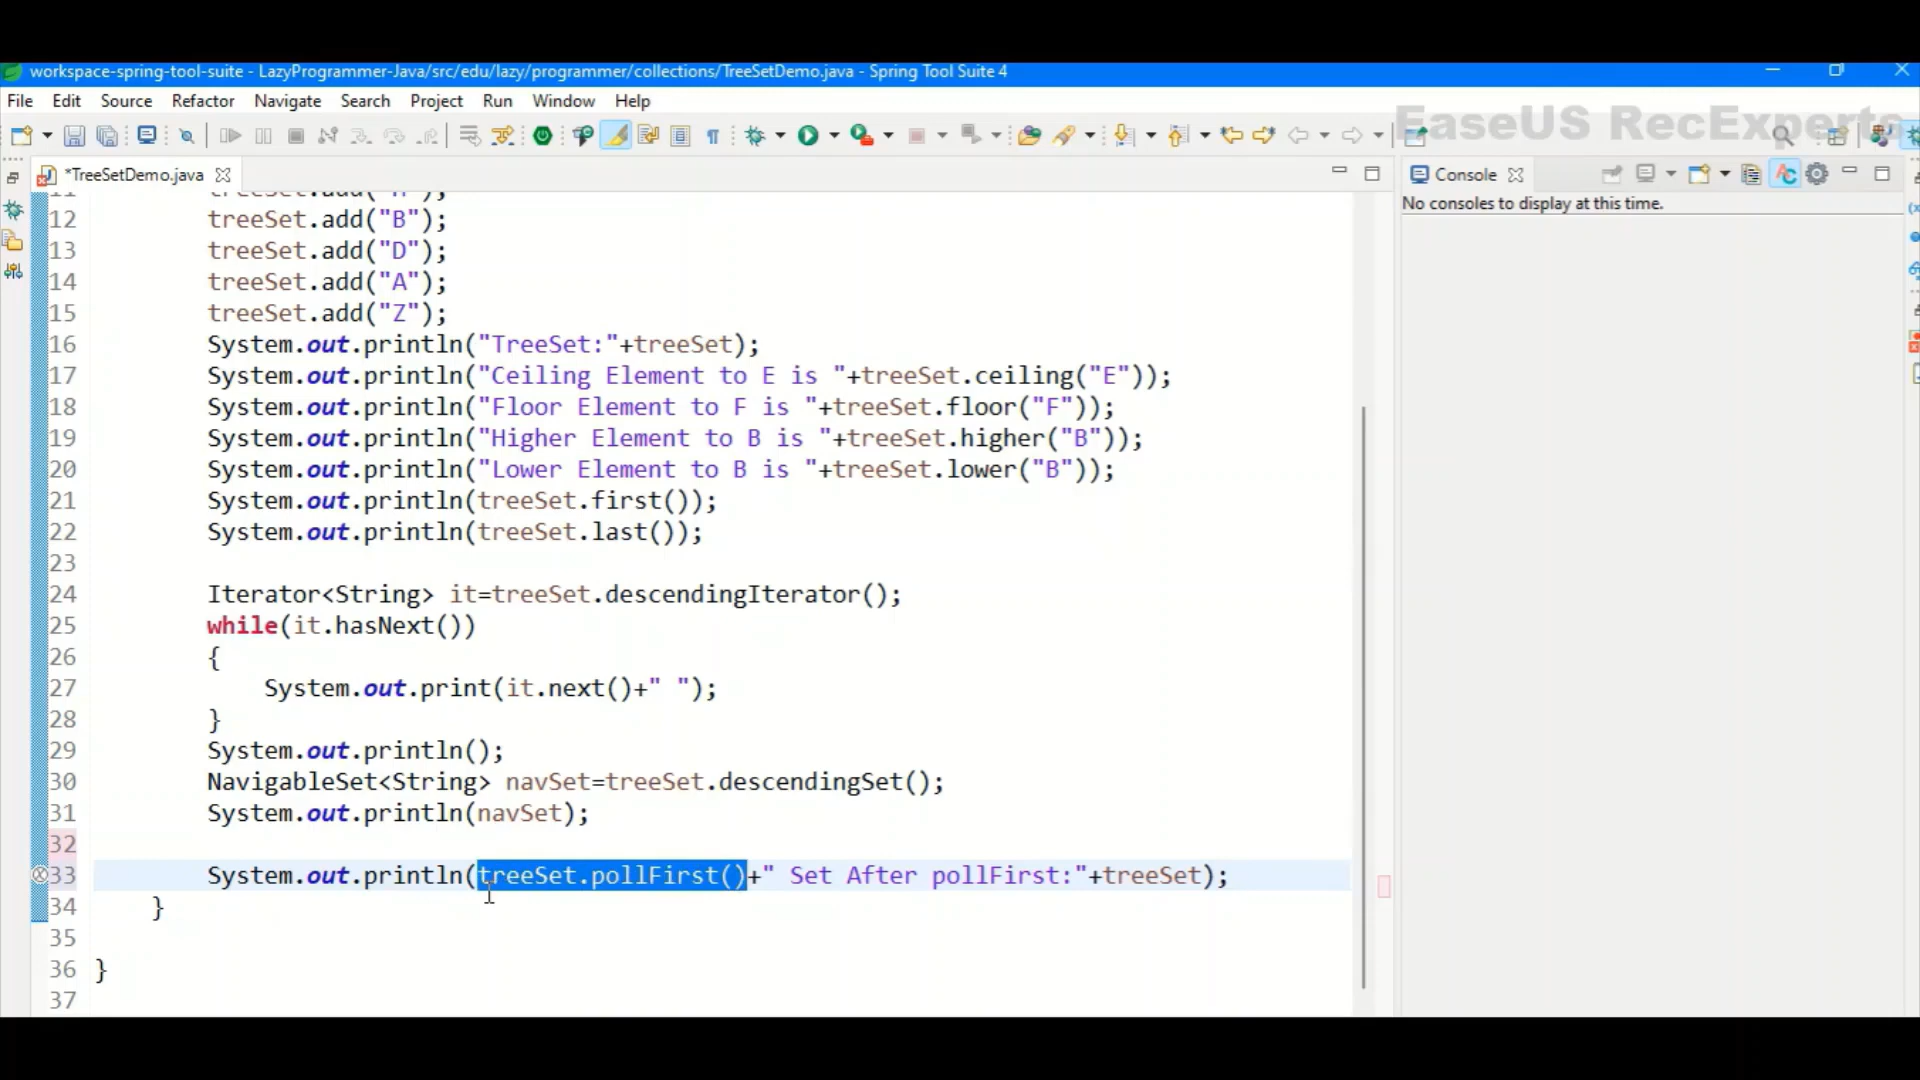 workspace-spring-tool-suite - LazyProgrammer-Java/src/edu/lazy/programmer/collections/TreeSetDemo.java - Spring Tool Suite 4
File Edit Source Refactor Navigate Search Project Run Window Help
EaseUS RecExperts
*TreeSetDemo.java
Console
No consoles to display at this time.
12 treeSet.add("B");
13 treeSet.add("D");
14 treeSet.add("A");
15 treeSet.add("Z");
16 System.out.println("TreeSet:"+treeSet);
17 System.out.println("Ceiling Element to E is "+treeSet.ceiling("E"));
18 System.out.println("Floor Element to F is "+treeSet.floor("F"));
19 System.out.println("Higher Element to B is "+treeSet.higher("B"));
20 System.out.println("Lower Element to B is "+treeSet.lower("B"));
21 System.out.println(treeSet.first());
22 System.out.println(treeSet.last());
23
24 Iterator<String> it=treeSet.descendingIterator();
25 while(it.hasNext())
26 {
27 System.out.print(it.next()+" ");
28 }
29 System.out.println();
30 NavigableSet<String> navSet=treeSet.descendingSet();
31 System.out.println(navSet);
32
33 System.out.println(treeSet.pollFirst()+" Set After pollFirst:"+treeSet);
34 }
35
36 }
37